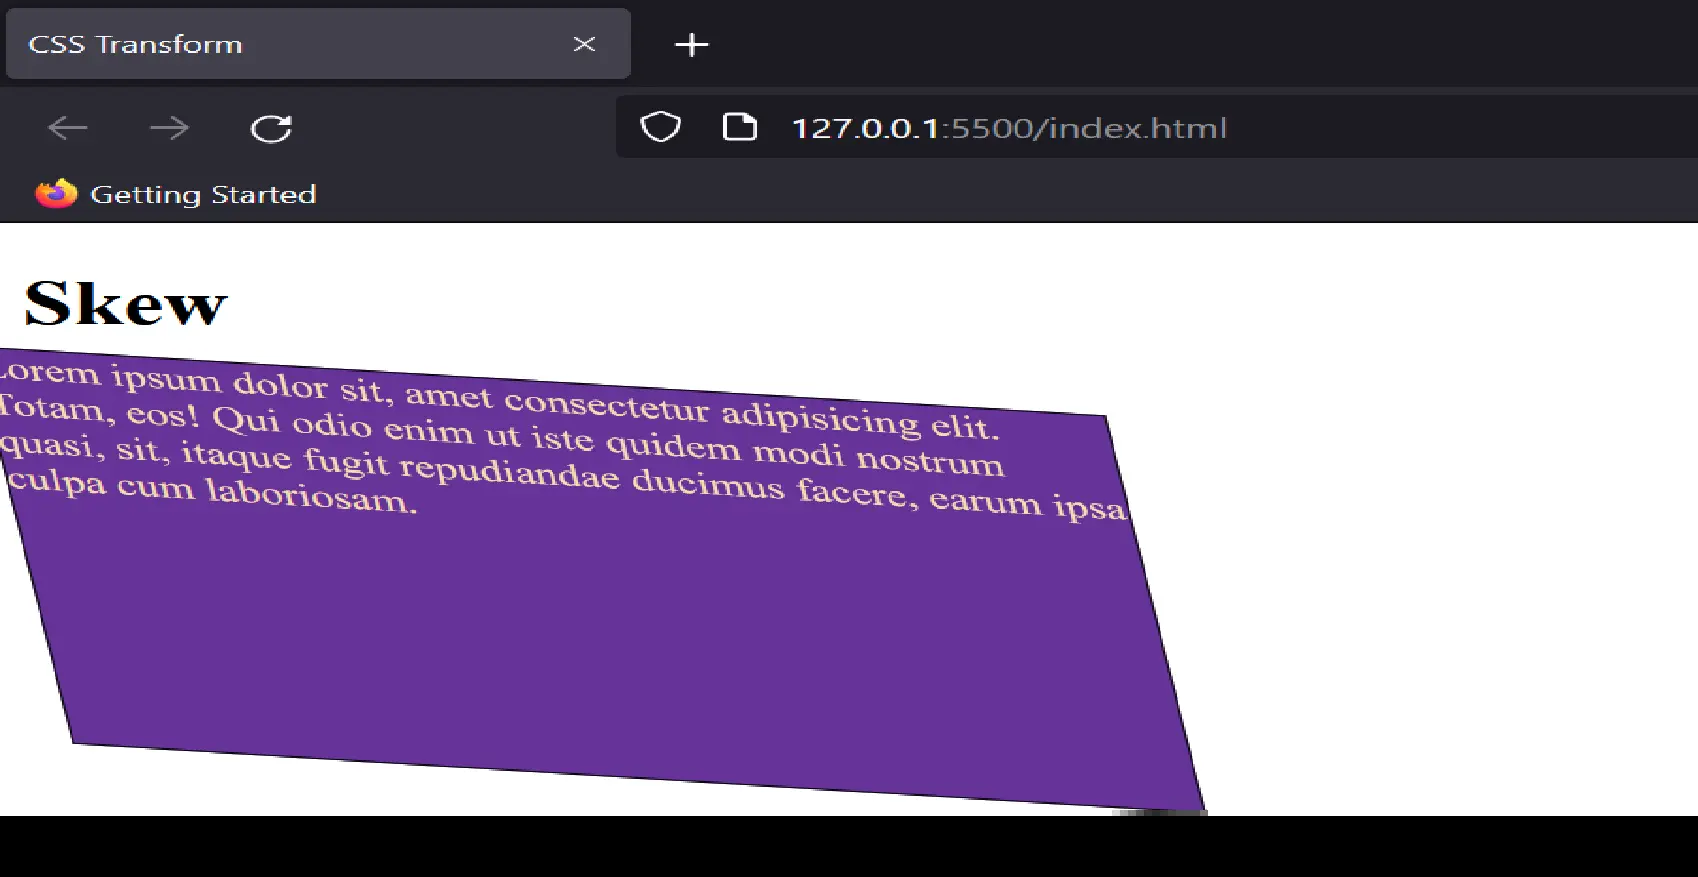 CSS Transform
127.0.0.1:5500/index.html
Getting Started
Skew
Lorem ipsum dolor sit, amet consectetur adipisicing elit.
Totam, eos! Qui odio enim ut iste quidem modi nostrum
quasi, sit, itaque fugit repudiandae ducimus facere, earum ipsa
culpa cum laboriosam.